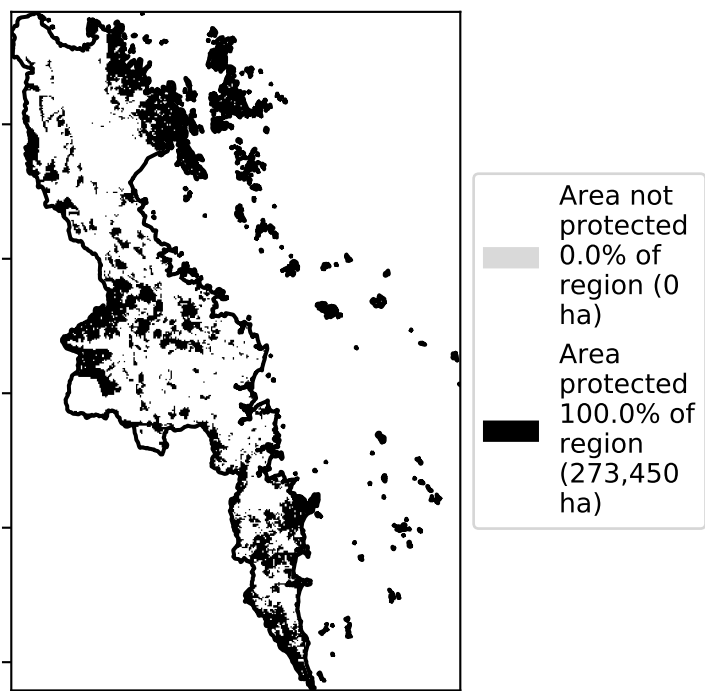 Area not
protected
0.0% of
region (0
ha)
Area
protected
100.0% of
region
(273,450
ha)